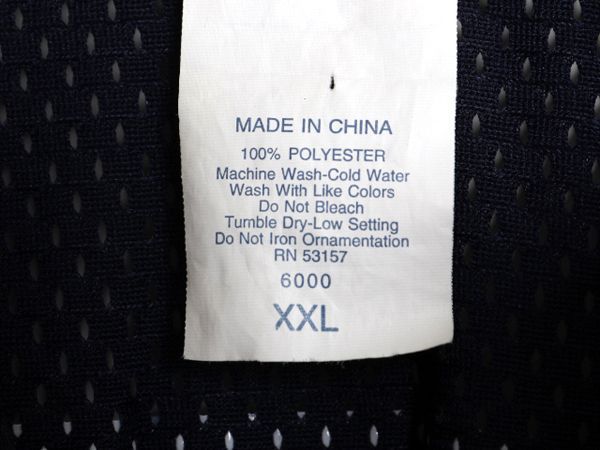 MADE IN CHINA
100% POLYESTER
Machine Wash-Cold Water
Wash With Like Colors
Do Not Bleach
Tumble Dry-Low Setting
Do Not Iron Ornamentation
RN 53157
6000
XXL